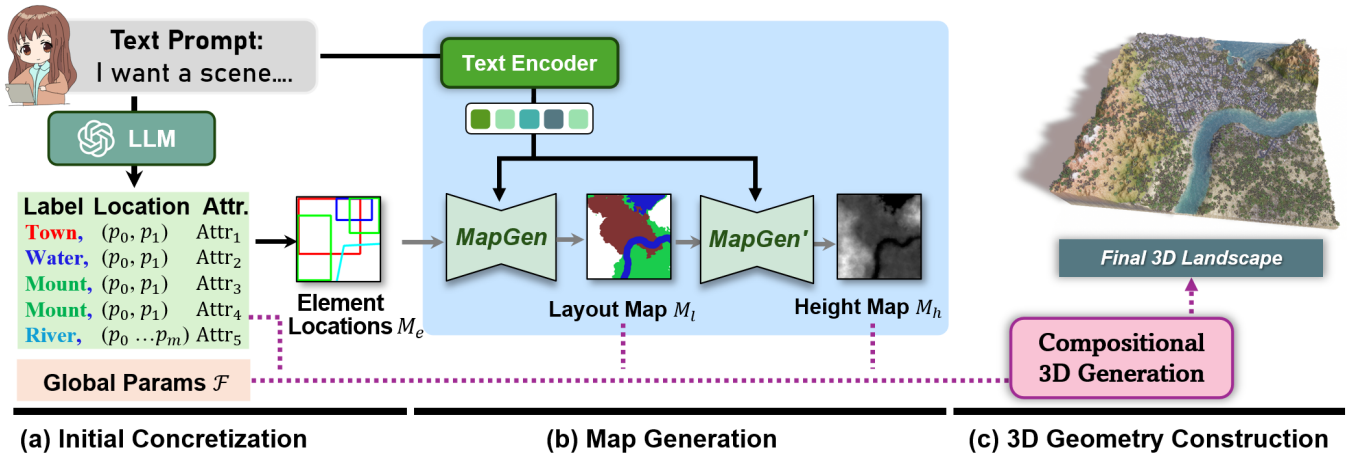 Text Prompt:
I want a scene....
LLM
Label Location Attr.
Town, (p₀, p₁) Attr₁
Water, (p₀, p₁) Attr₂
Mount, (p₀, p₁) Attr₃
Mount, (p₀, p₁) Attr₄
River, (p₀ …pₘ) Attr₅
Global Params ℱ
Element
Locations Mₑ
Text Encoder
MapGen
Layout Map Mₗ
MapGen'
Height Map Mₕ
Final 3D Landscape
Compositional
3D Generation
(a) Initial Concretization
(b) Map Generation
(c) 3D Geometry Construction